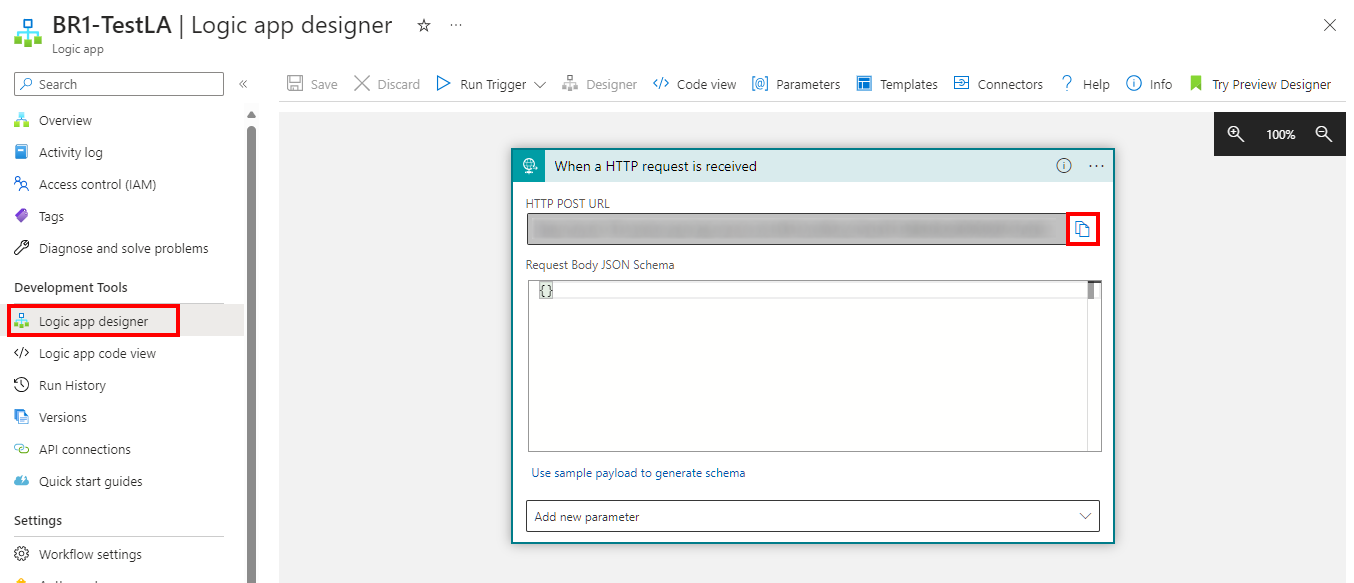 BR1-TestLA | Logic app designer
Logic app
Search
Save
Discard
Run Trigger
Designer
Code view
Parameters
Templates
Connectors
Help
Info
Try Preview Designer
Overview
Activity log
Access control (IAM)
Tags
Diagnose and solve problems
Development Tools
Logic app designer
Logic app code view
Run History
Versions
API connections
Quick start guides
Settings
Workflow settings
100%
When a HTTP request is received
HTTP POST URL
Request Body JSON Schema
{}
Use sample payload to generate schema
Add new parameter